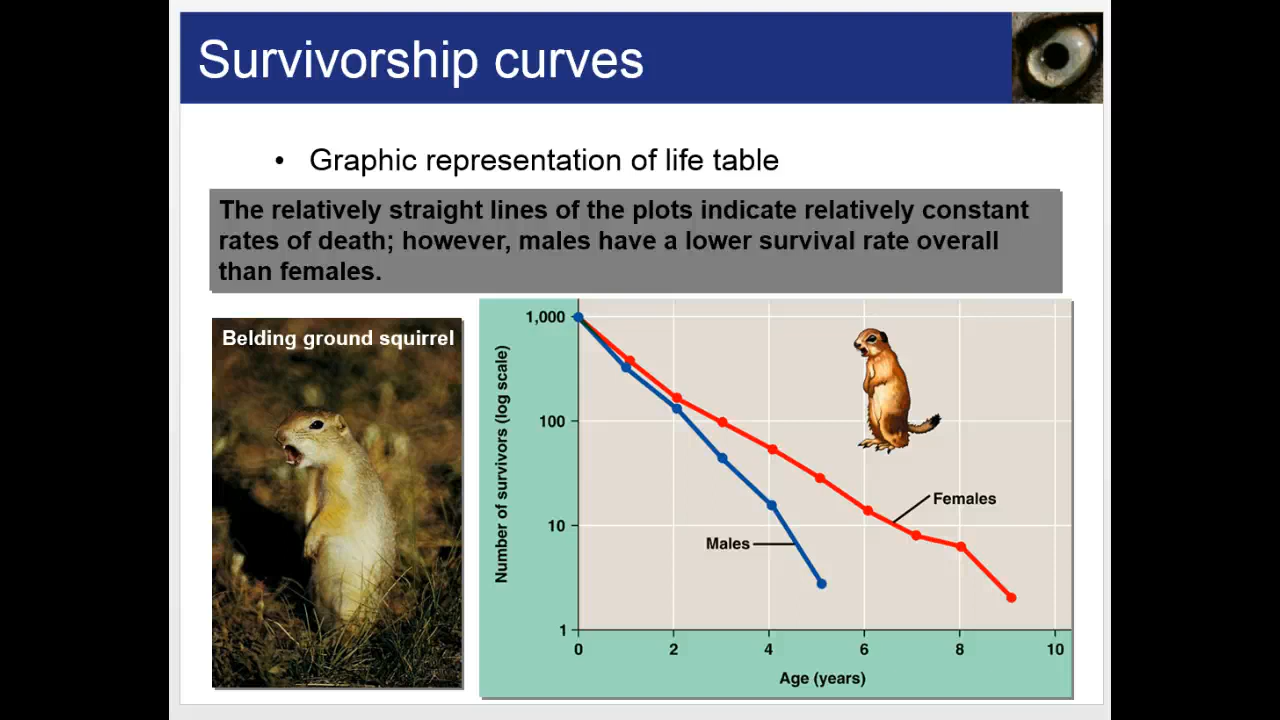 Survivorship curves
• Graphic representation of life table
The relatively straight lines of the plots indicate relatively constant
rates of death; however, males have a lower survival rate overall
than females.
Belding ground squirrel
Number of survivors (log scale)
1,000
100
10
1
Females
Males
0 2 4 6 8 10
Age (years)